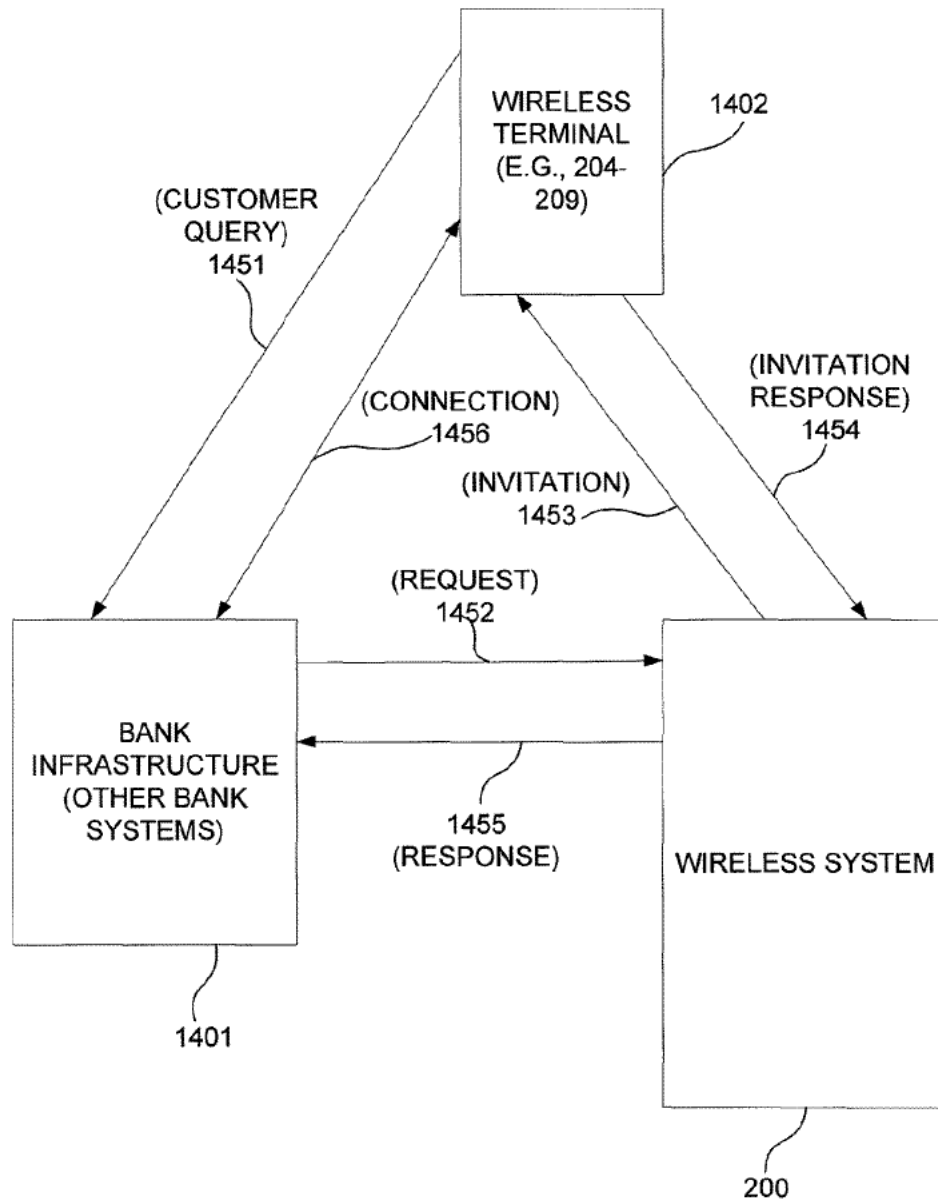 WIRELESS
TERMINAL
(E.G., 204-
209)
1402
(CUSTOMER
QUERY)
1451
(CONNECTION)
1456
(INVITATION
RESPONSE)
1454
(INVITATION)
1453
(REQUEST)
1452
BANK
INFRASTRUCTURE
(OTHER BANK
SYSTEMS)
1455
(RESPONSE)
WIRELESS SYSTEM
1401
200